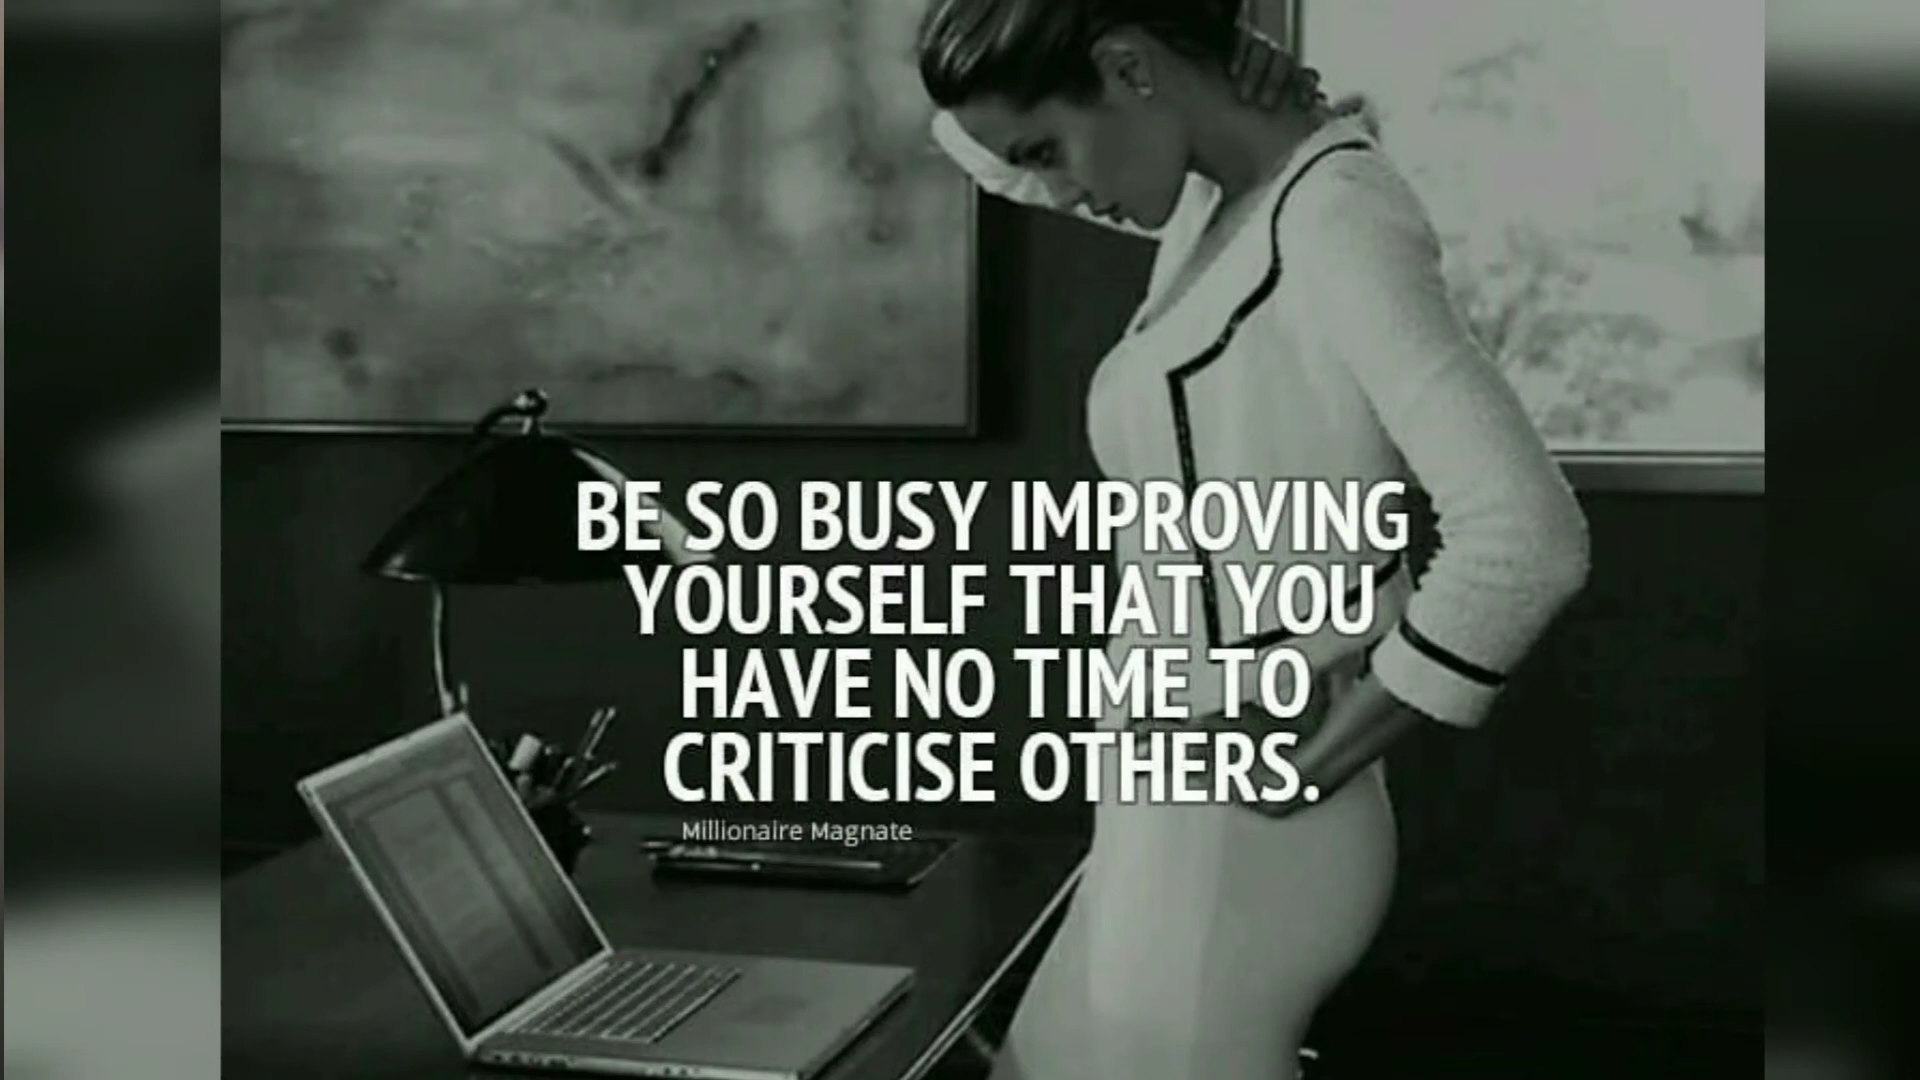 BE SO BUSY IMPROVING
YOURSELF THAT YOU
HAVE NO TIME TO
CRITICISE OTHERS.
Millionaire Magnate